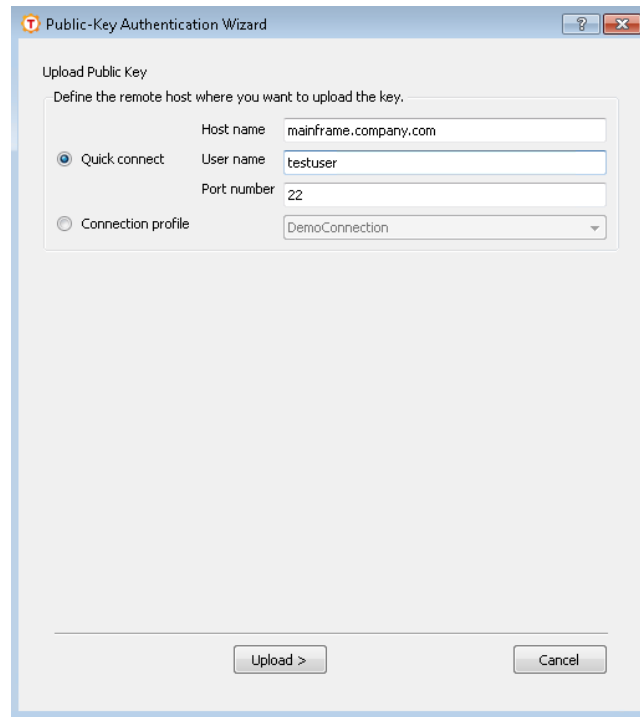 Public-Key Authentication Wizard
Upload Public Key
Define the remote host where you want to upload the key.
Host name mainframe.company.com
Quick connect User name testuser
Port number 22
Connection profile DemoConnection
Upload > Cancel